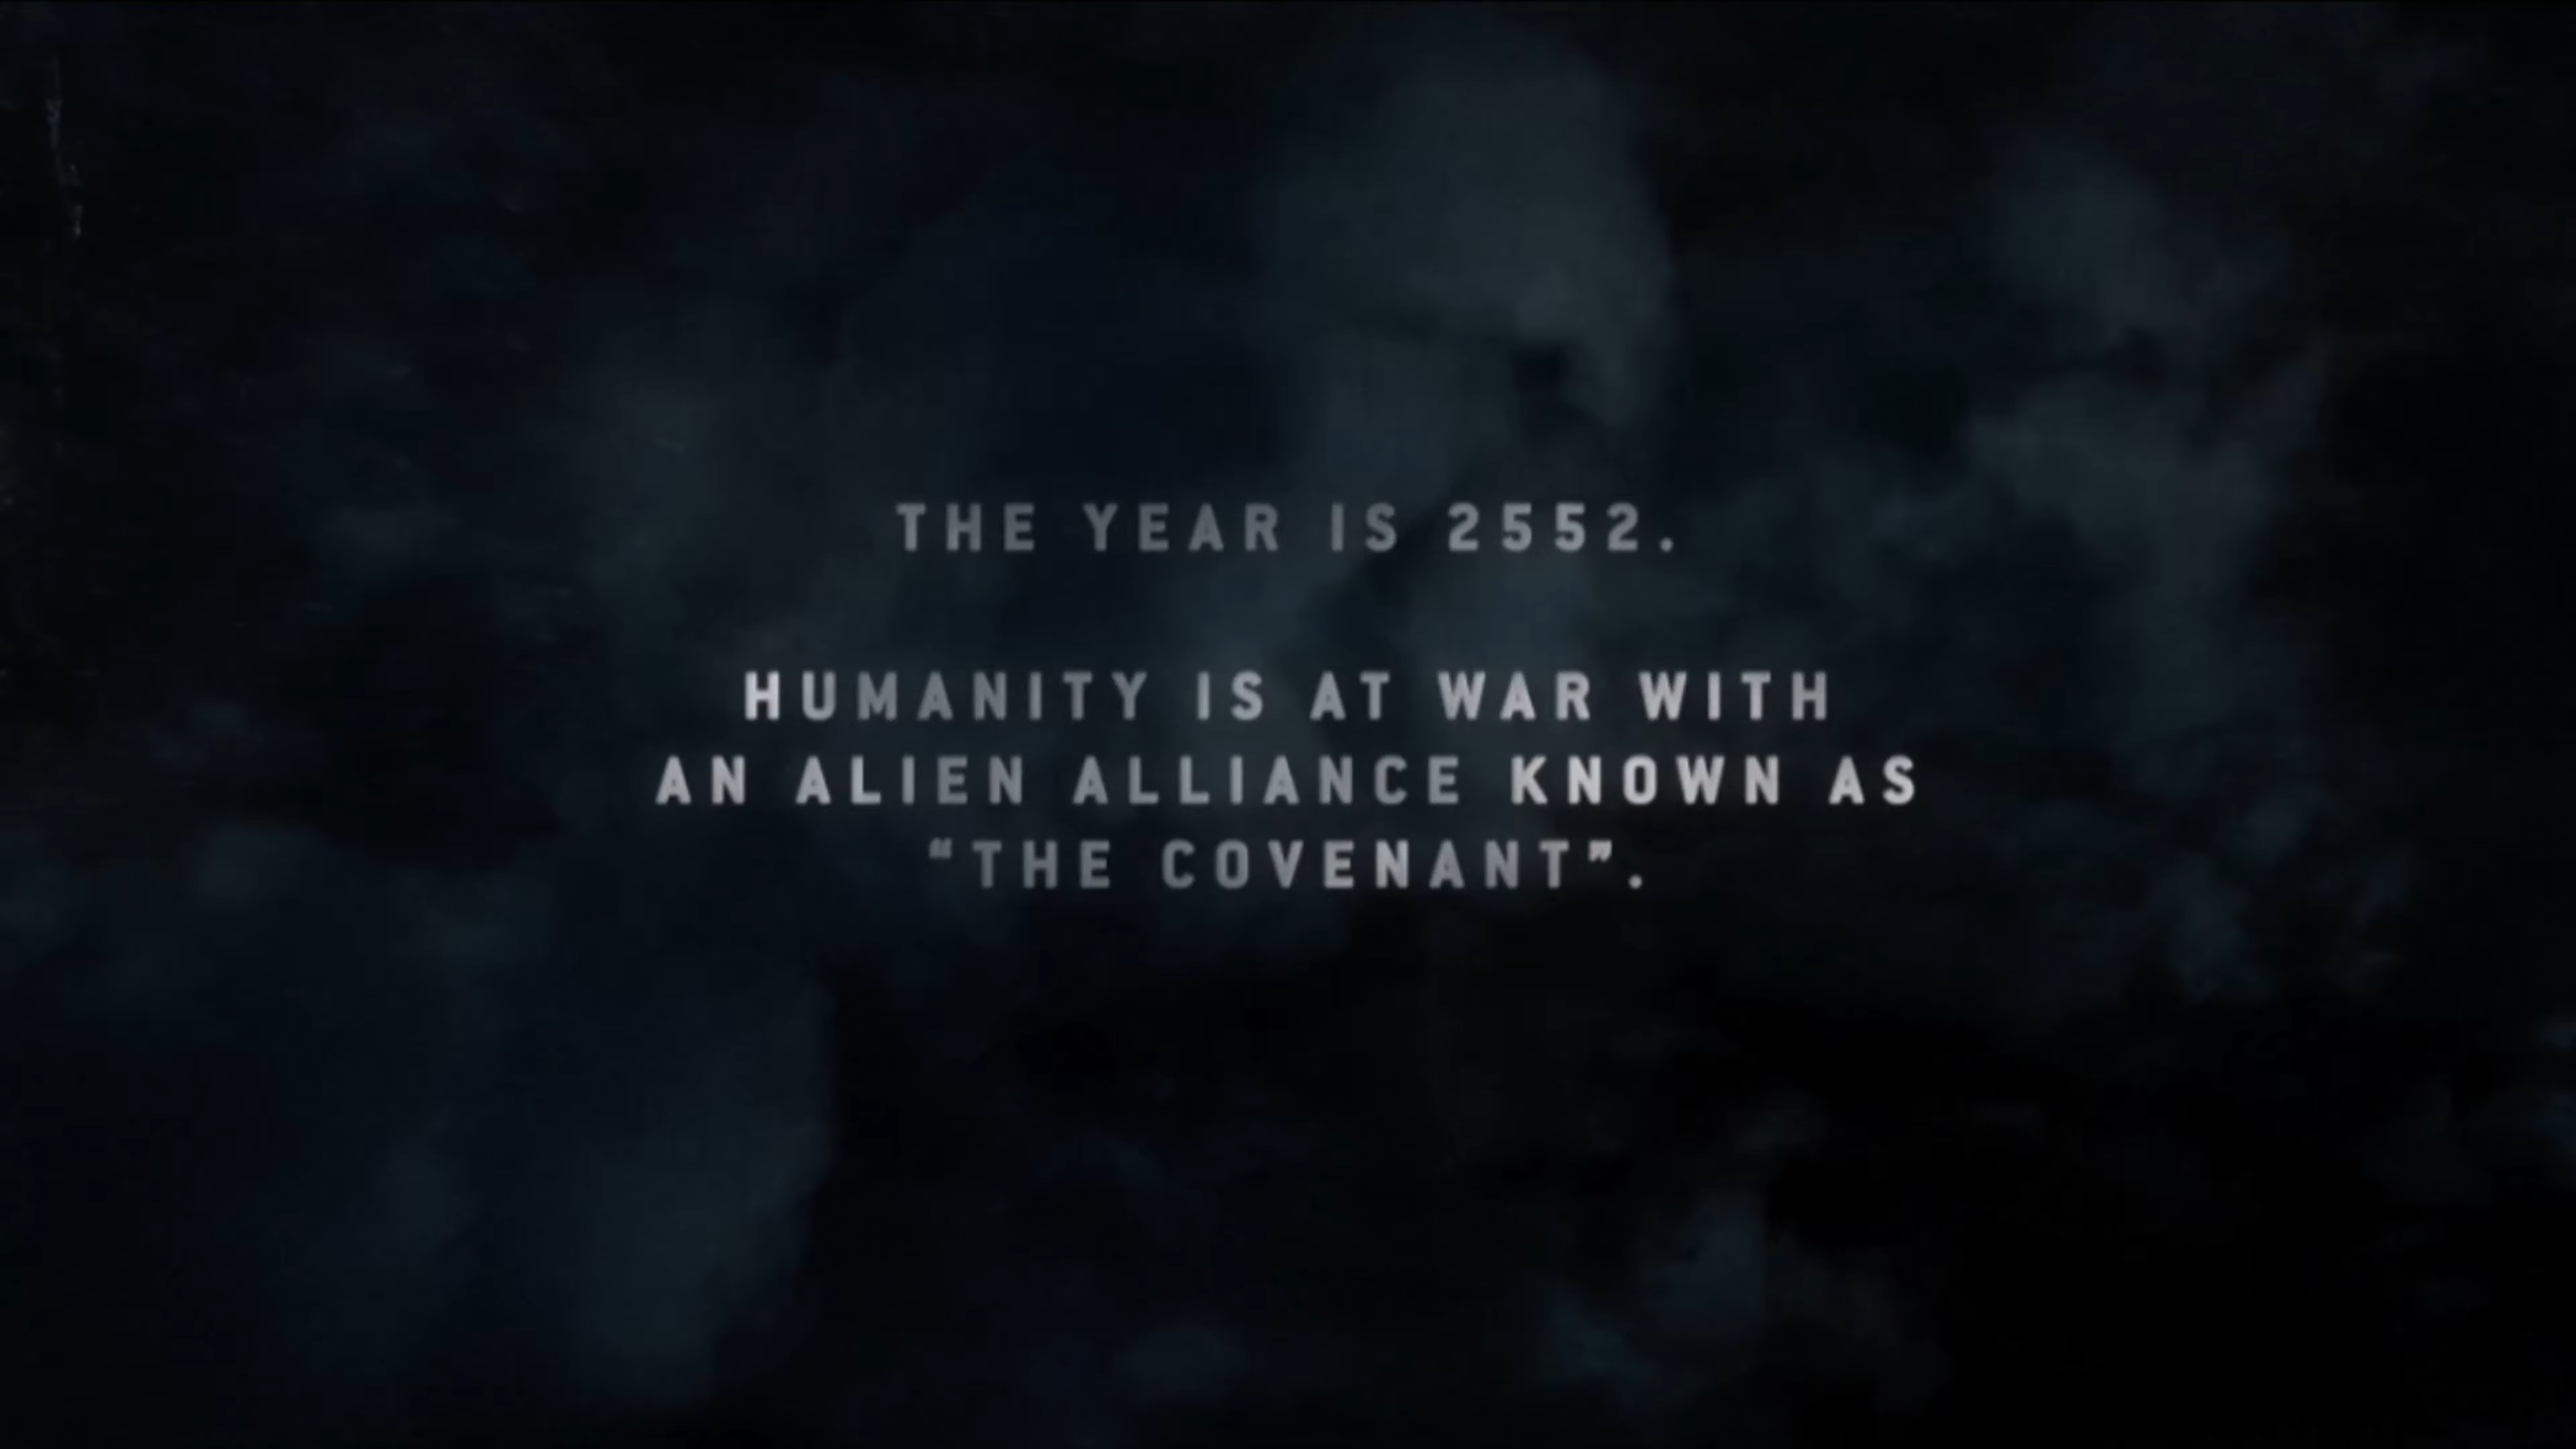 THE YEAR IS 2552.
HUMANITY IS AT WAR WITH
AN ALIEN ALLIANCE KNOWN AS
“THE COVENANT”.